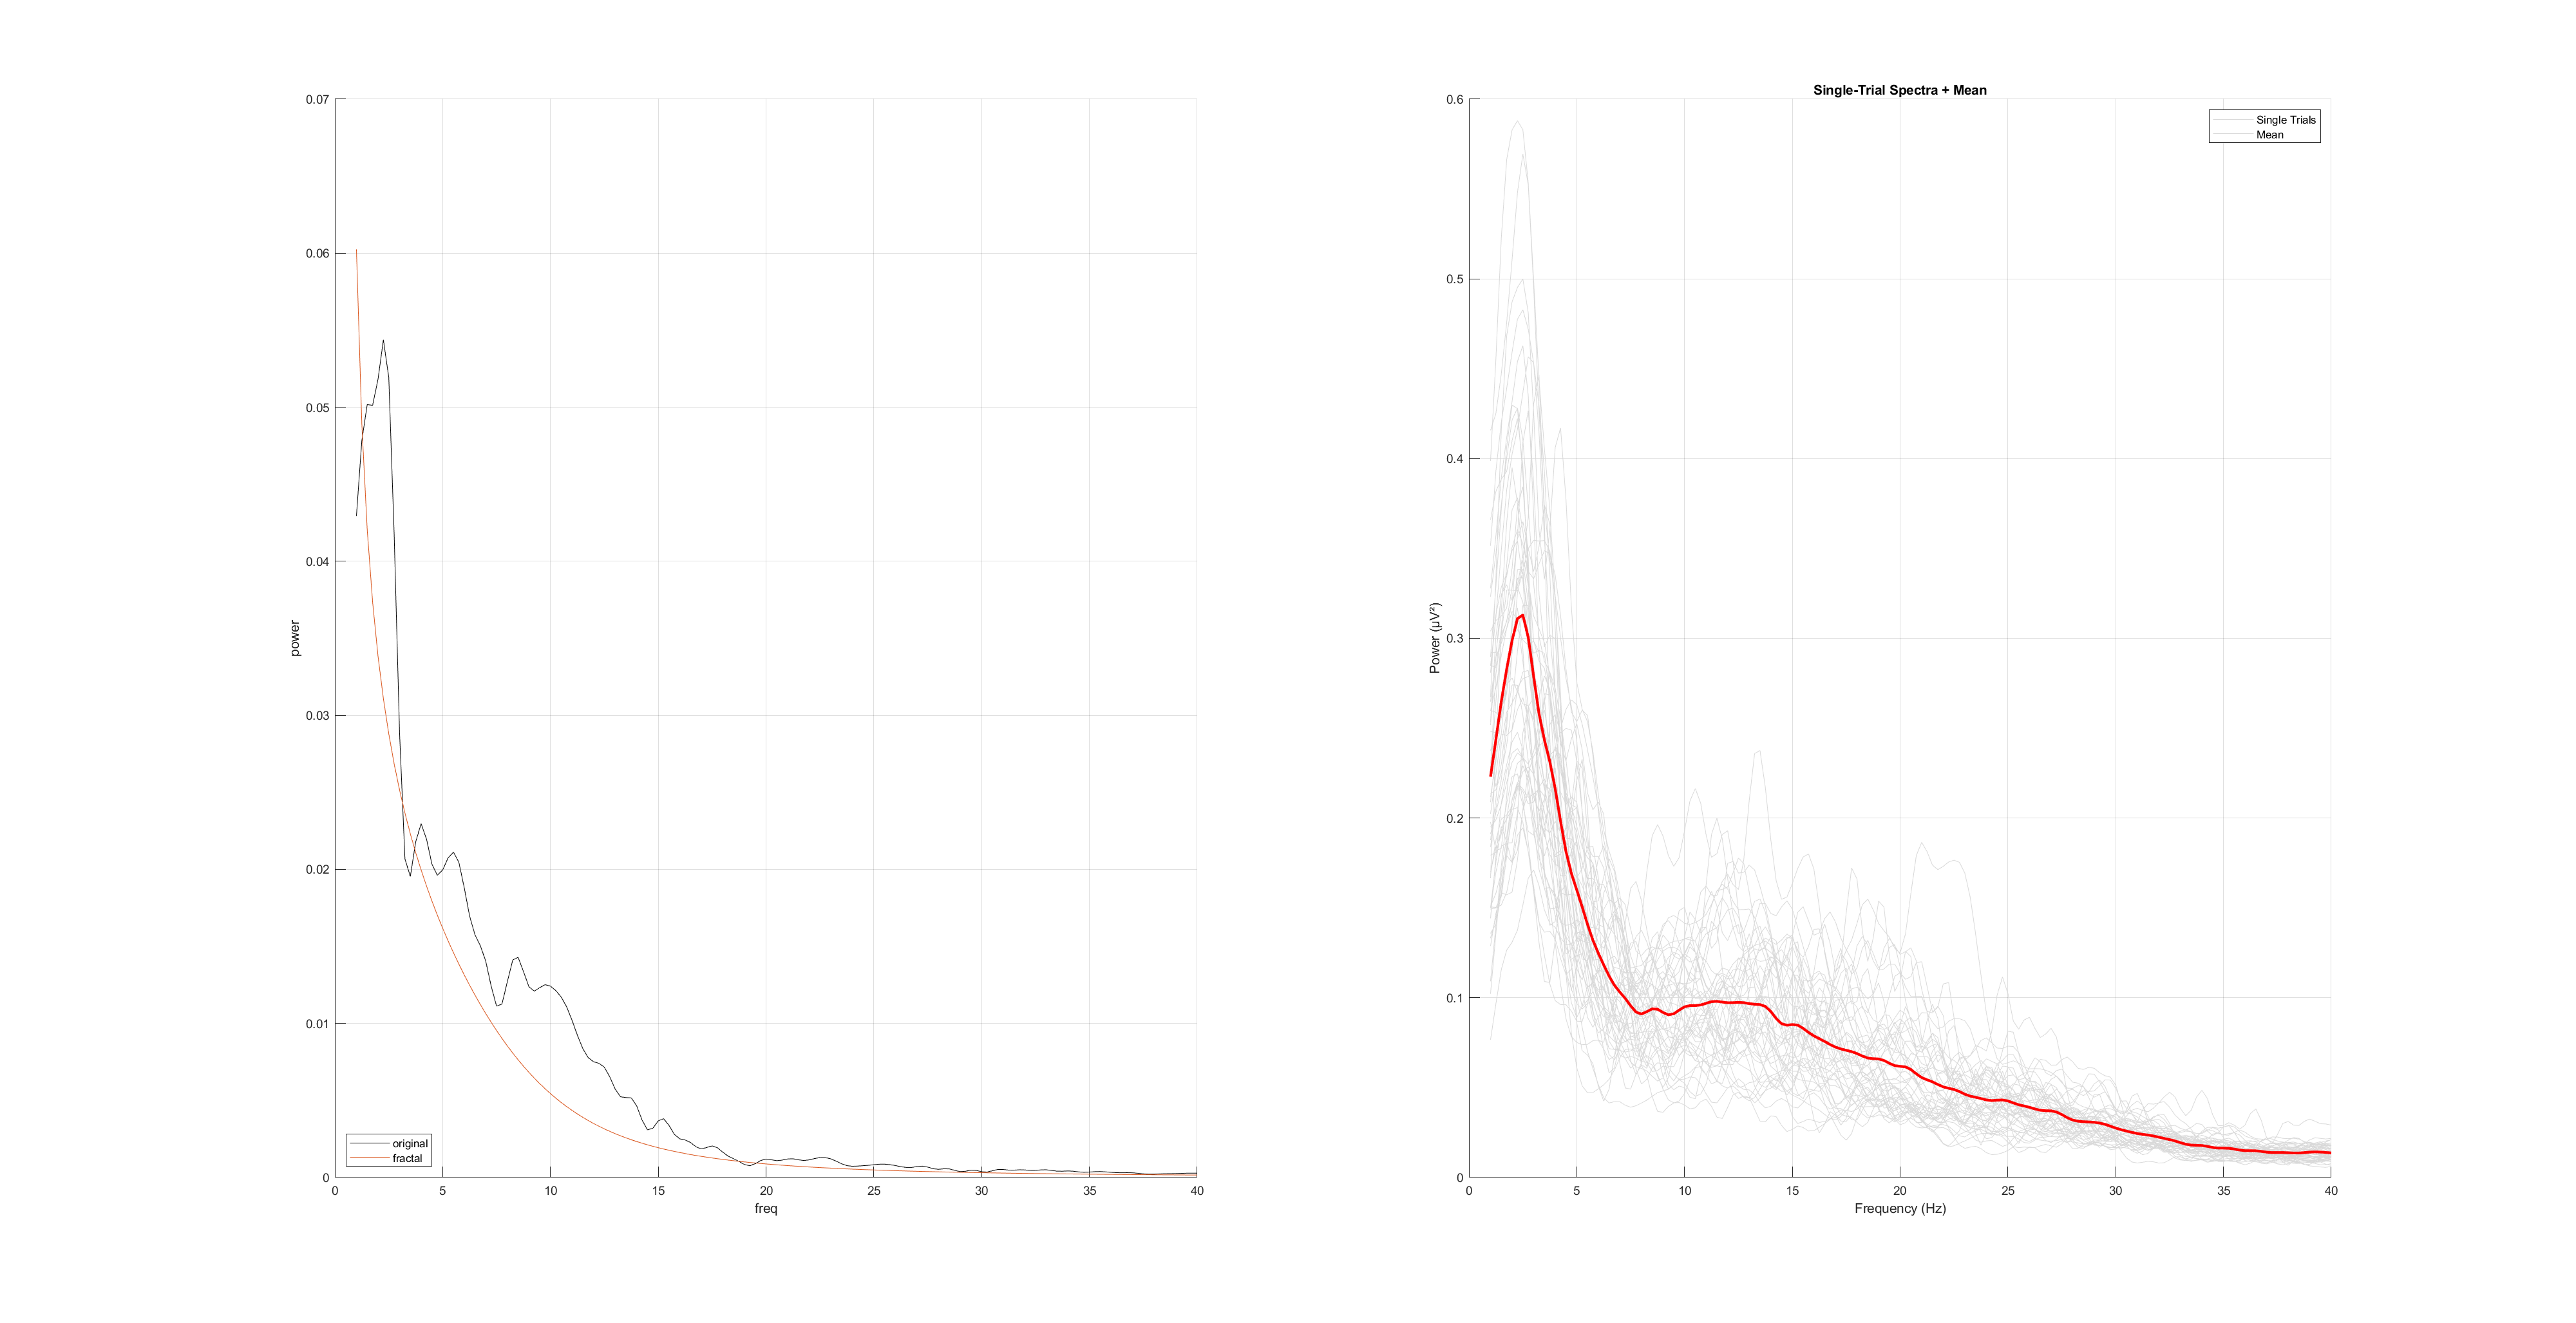 0.07
0.06
0.05
0.04
0.03
0.02
0.01
0
power
original
fractal
0 5 10 15 20 25 30 35 40
freq
Single-Trial Spectra + Mean
Single Trials
Mean
0.6
0.5
0.4
0.3
0.2
0.1
0
Power (µV²)
0 5 10 15 20 25 30 35 40
Frequency (Hz)